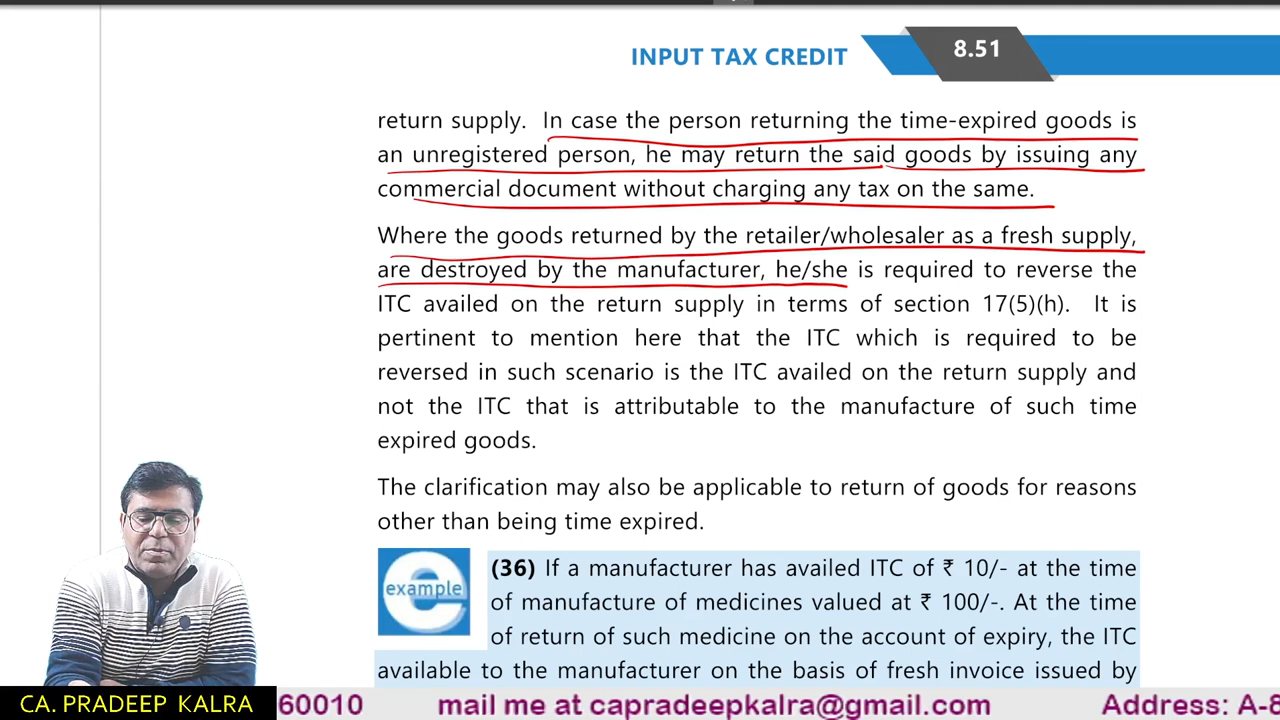 INPUT TAX CREDIT
8.51
return supply. In case the person returning the time-expired goods is
an unregistered person, he may return the said goods by issuing any
commercial document without charging any tax on the same.
Where the goods returned by the retailer/wholesaler as a fresh supply,
are destroyed by the manufacturer, he/she is required to reverse the
ITC availed on the return supply in terms of section 17(5)(h). It is
pertinent to mention here that the ITC which is required to be
reversed in such scenario is the ITC availed on the return supply and
not the ITC that is attributable to the manufacture of such time
expired goods.
The clarification may also be applicable to return of goods for reasons
other than being time expired.
example
(36) If a manufacturer has availed ITC of ₹ 10/- at the time
of manufacture of medicines valued at ₹ 100/-. At the time
of return of such medicine on the account of expiry, the ITC
available to the manufacturer on the basis of fresh invoice issued by
CA. PRADEEP KALRA
60010 mail me at capradeepkalra@gmail.com Address: A-8